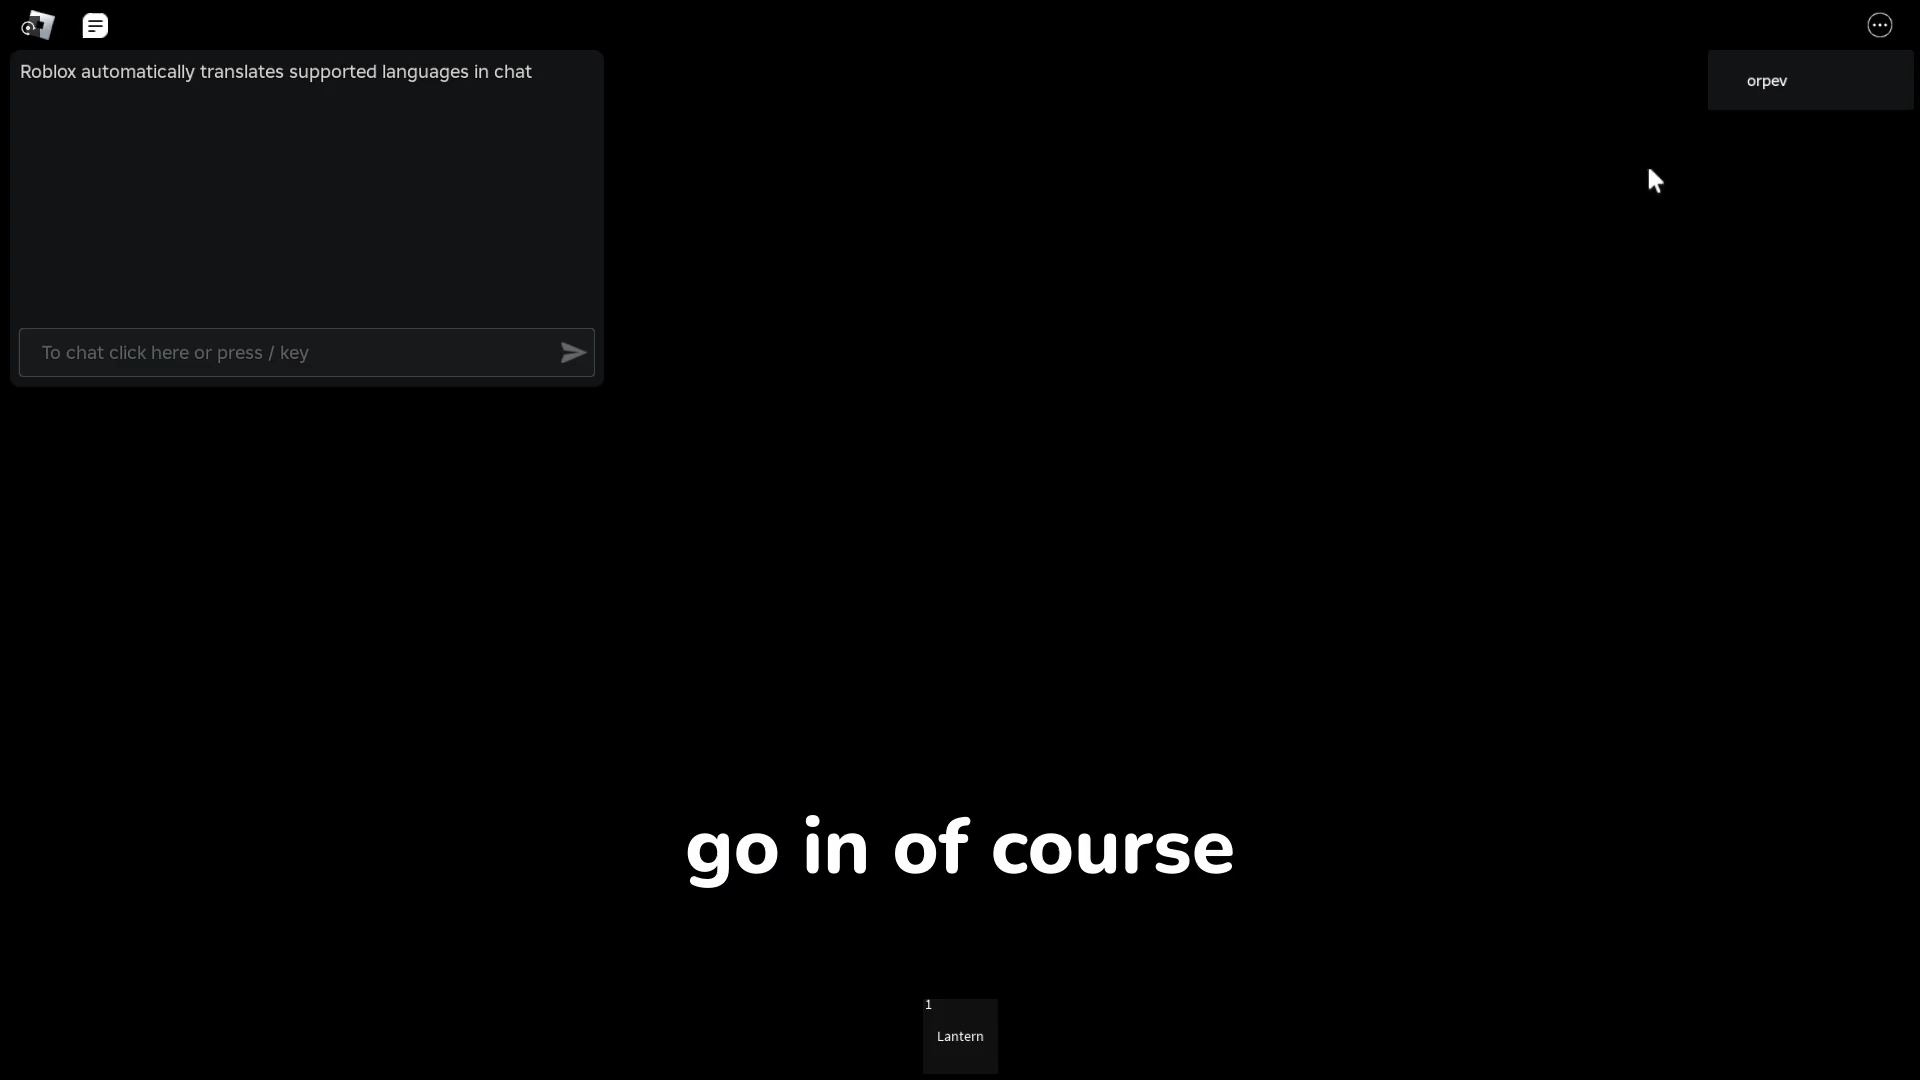 Roblox automatically translates supported languages in chat
orpev
To chat click here or press / key
go in of course
1
Lantern